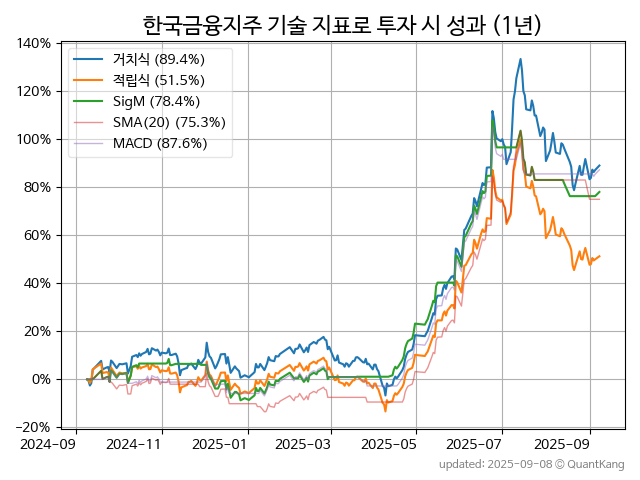 한국금융지주 기술 지표로 투자 시 성과 (1년)
140%
120%
100%
80%
60%
40%
20%
0%
−20%
거치식 (89.4%)
적립식 (51.5%)
SigM (78.4%)
SMA(20) (75.3%)
MACD (87.6%)
2024-09 2024-11 2025-01 2025-03 2025-05 2025-07 2025-09
updated: 2025-09-08 © QuantKang